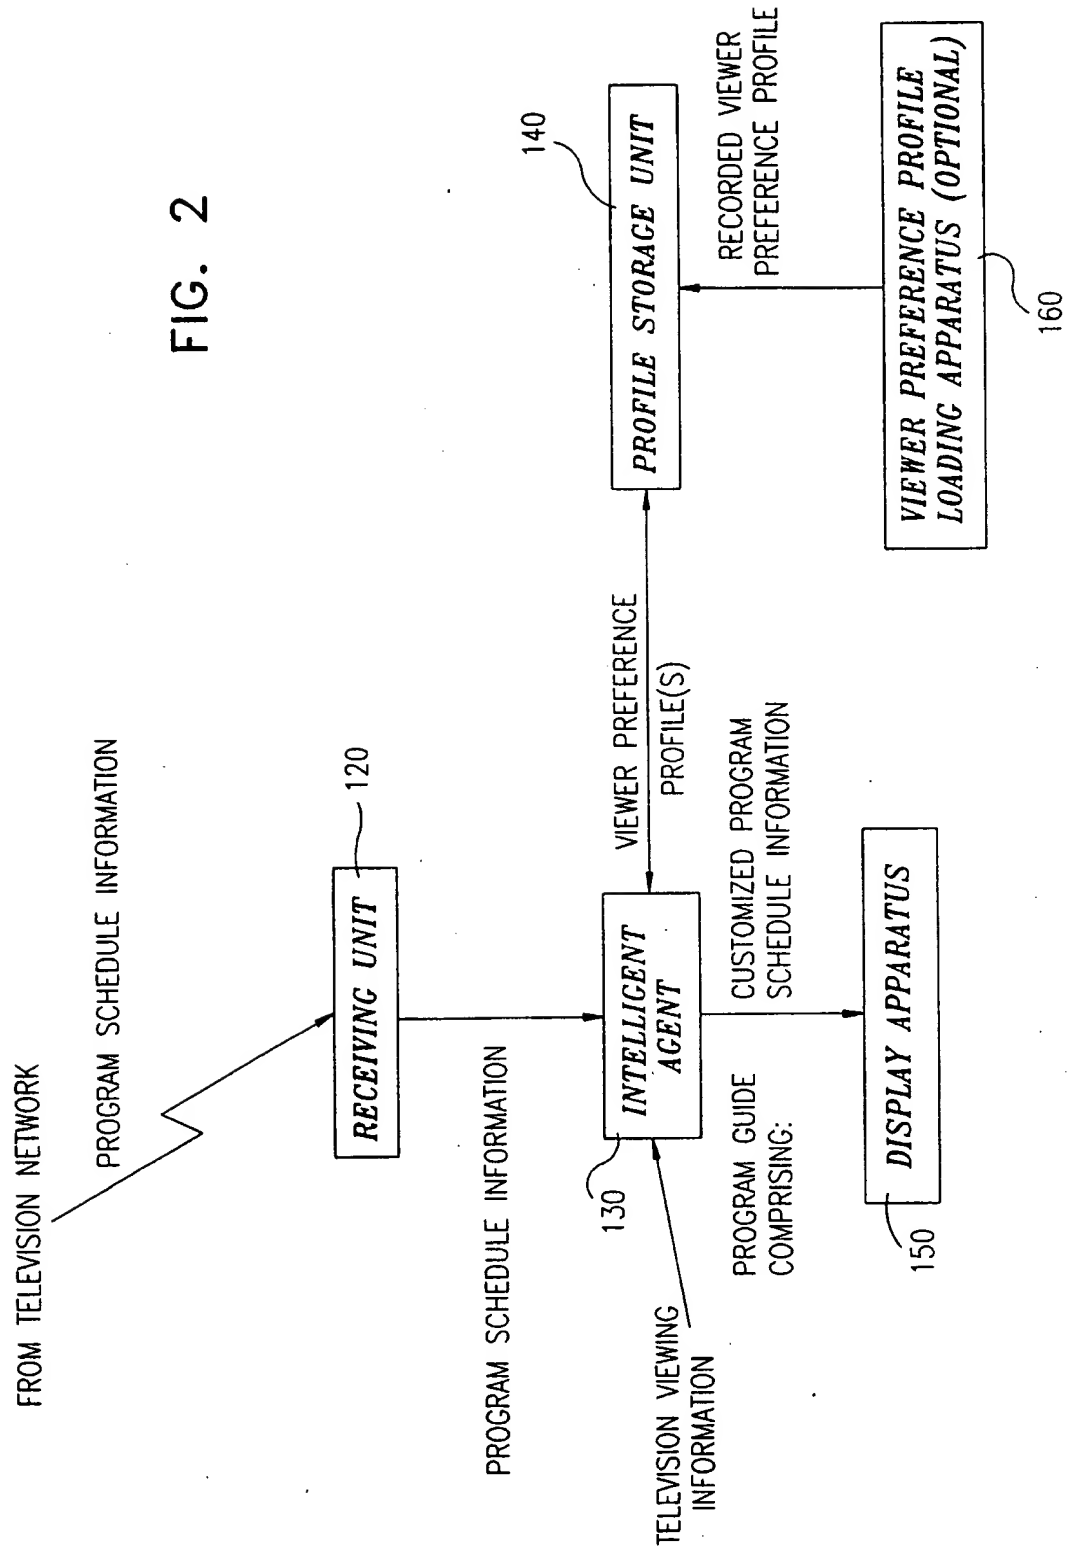 FIG. 2
FROM TELEVISION NETWORK
PROGRAM SCHEDULE INFORMATION
120
RECEIVING UNIT
PROGRAM SCHEDULE INFORMATION
TELEVISION VIEWING
INFORMATION
130
INTELLIGENT
AGENT
VIEWER PREFERENCE
PROFILE(S)
140
PROFILE STORAGE UNIT
RECORDED VIEWER
PREFERENCE PROFILE
PROGRAM GUIDE
COMPRISING:
CUSTOMIZED PROGRAM
SCHEDULE INFORMATION
150
DISPLAY APPARATUS
VIEWER PREFERENCE PROFILE
LOADING APPARATUS (OPTIONAL)
160